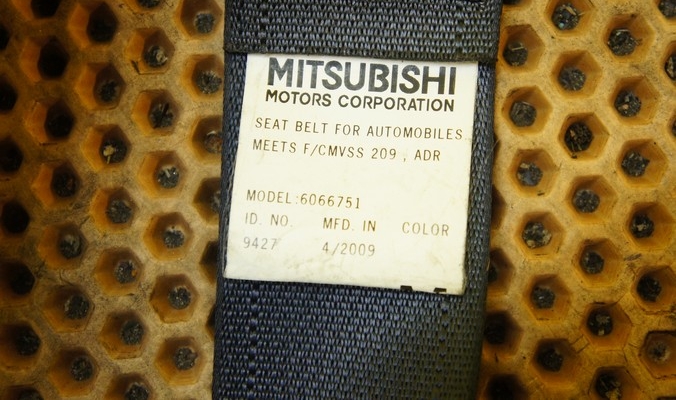 MITSUBISHI
MOTORS CORPORATION
SEAT BELT FOR AUTOMOBILES
MEETS F/CMVSS 209 , ADR
MODEL:6066751
ID. NO. MFD. IN COLOR
9427 4/2009